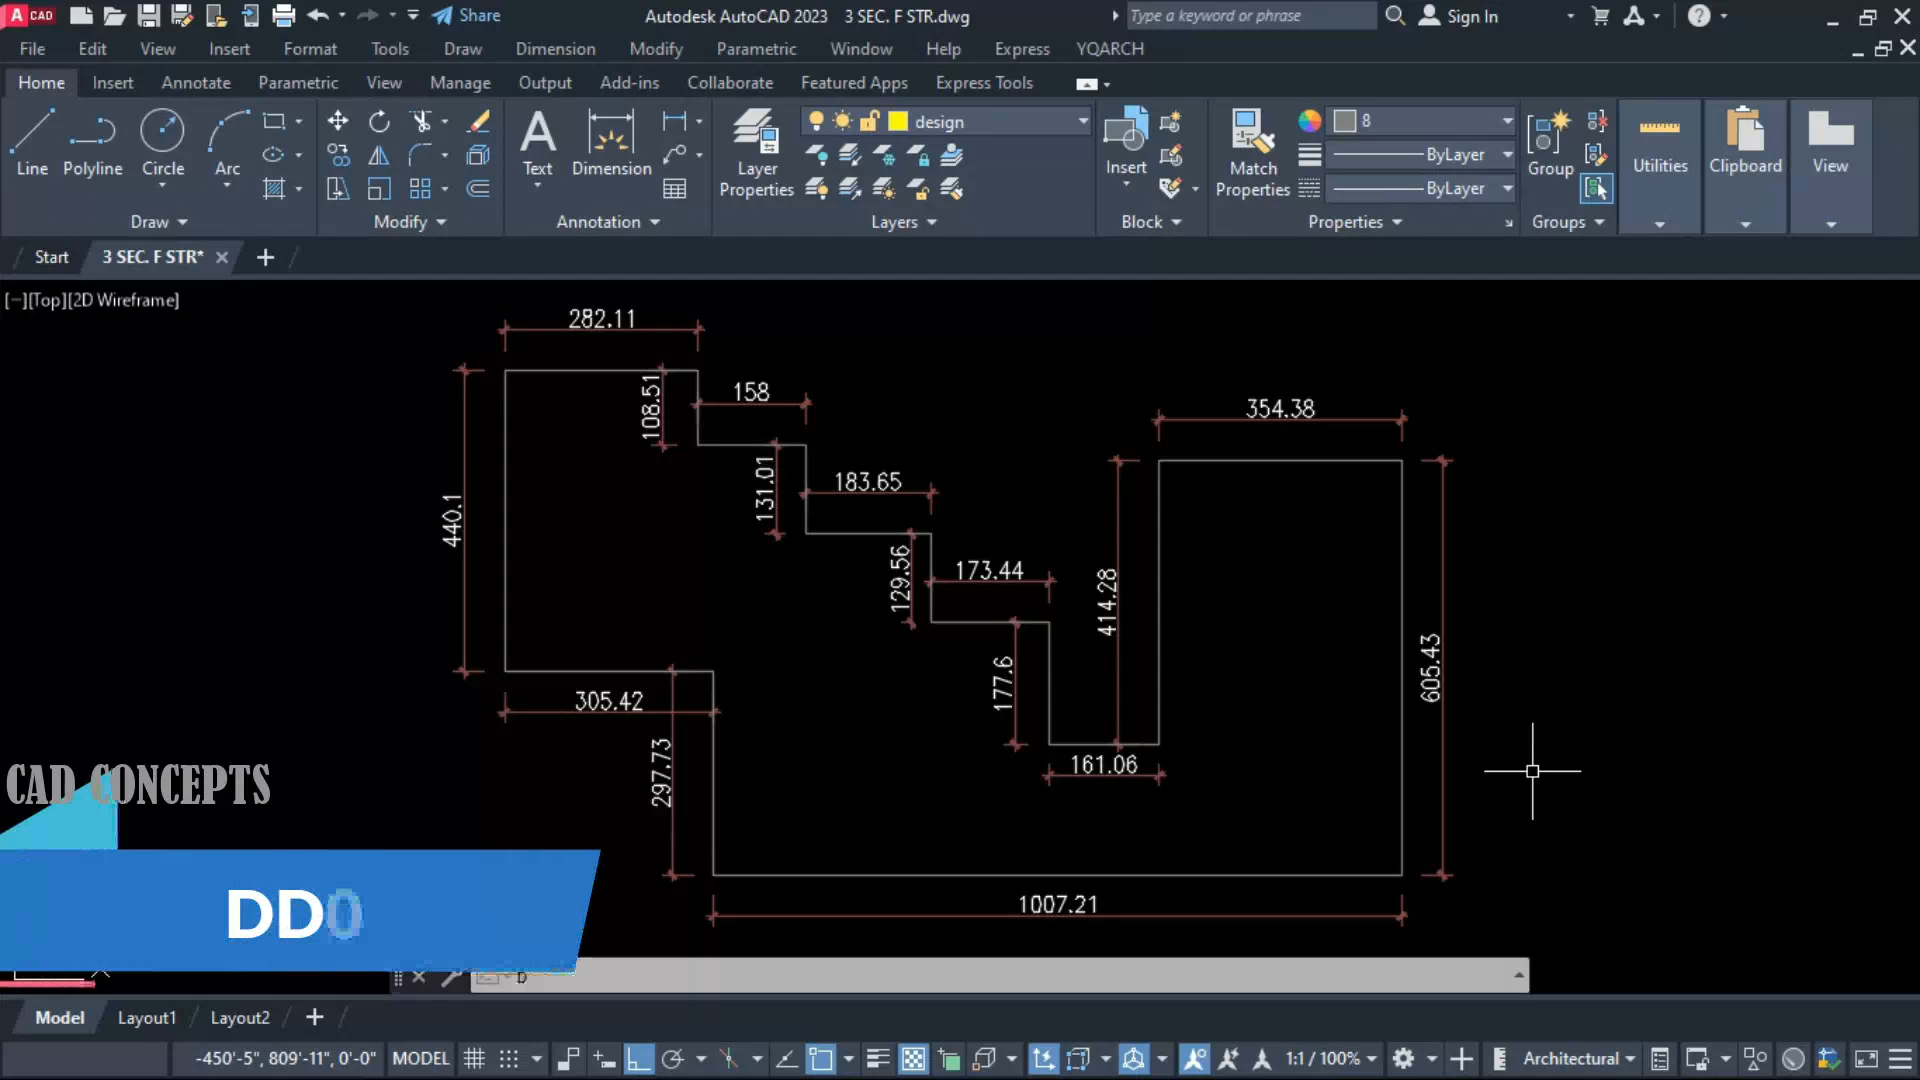 A CAD
Share
Autodesk AutoCAD 2023 3 SEC. F STR.dwg
Type a keyword or phrase
Sign In
File Edit View Insert Format Tools Draw Dimension Modify Parametric Window Help Express YQARCH
Home Insert Annotate Parametric View Manage Output Add-ins Collaborate Featured Apps Express Tools
design
8
Line Polyline Circle Arc
Text Dimension
Layer Properties
Insert
Match Properties
ByLayer
ByLayer
Group
Utilities
Clipboard
View
Draw Modify Annotation Layers Block Properties Groups
Start 3 SEC. F STR* +
[−][Top][2D Wireframe]
282.11
108.51
158
354.38
131.01
183.65
440.1
129.56
173.44
414.28
177.6
605.43
305.42
297.73
161.06
1007.21
CAD CONCEPTS
DD0
D
Model Layout1 Layout2 +
-450'-5", 809'-11", 0'-0" MODEL 1:1 / 100% Architectural